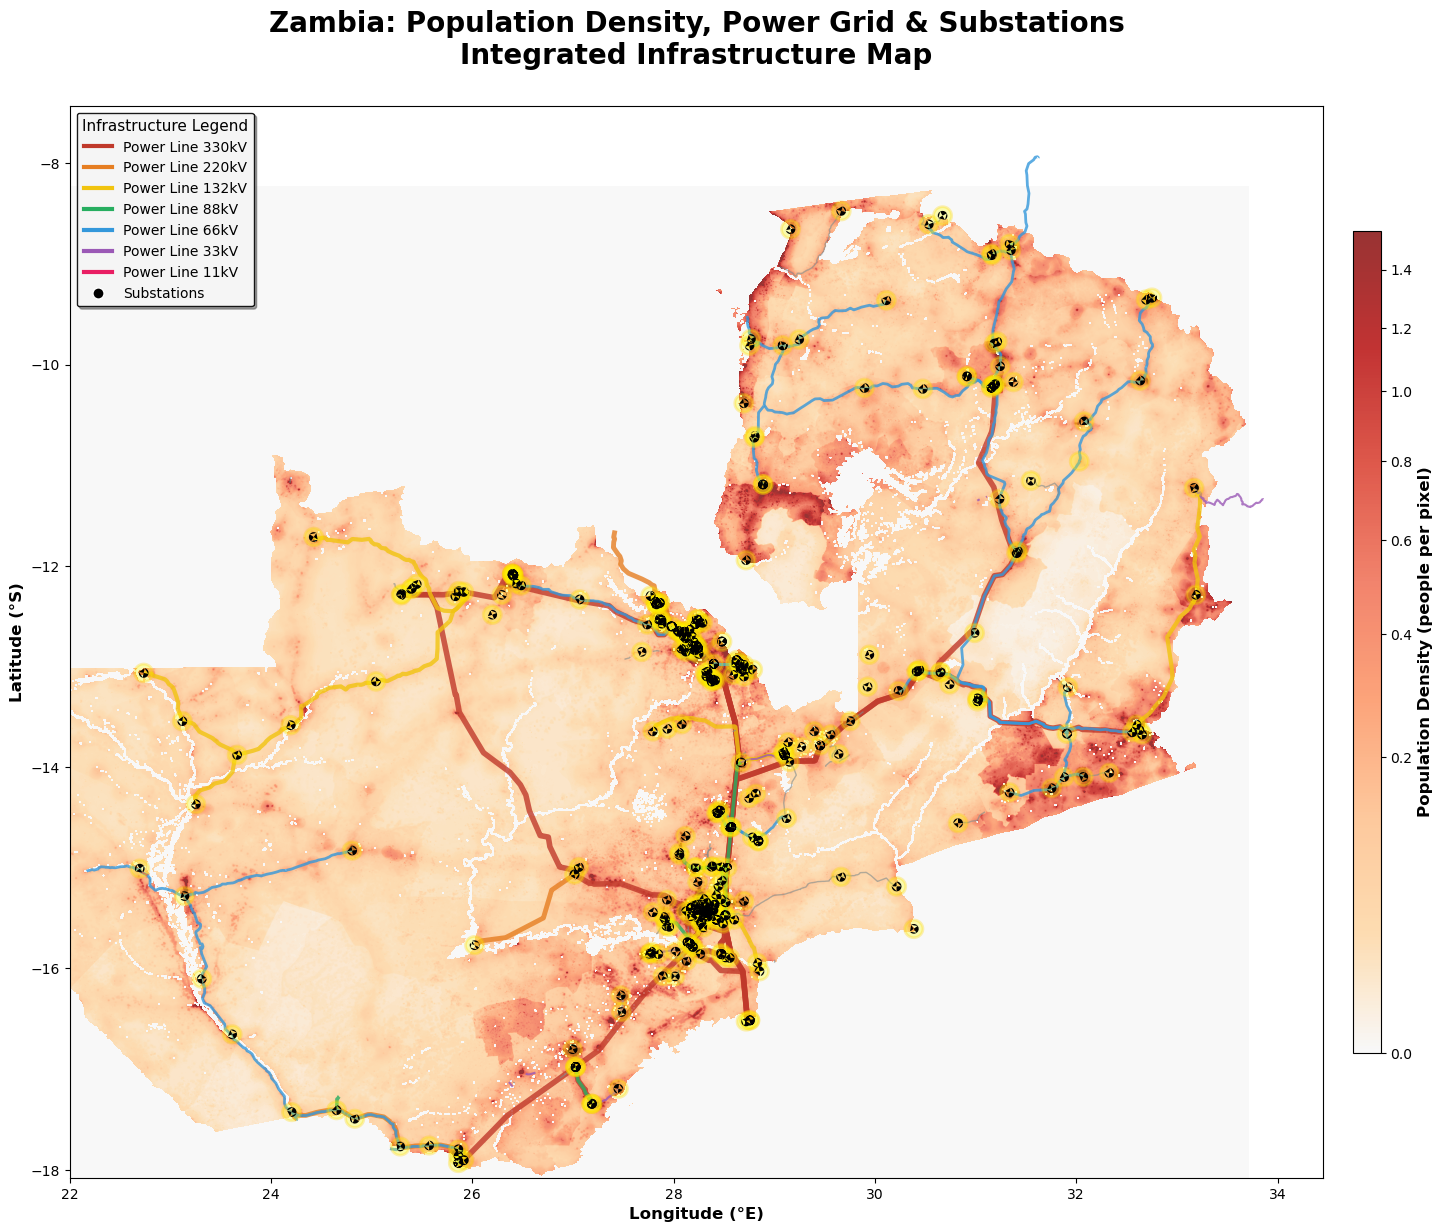 Zambia: Population Density, Power Grid & Substations
Integrated Infrastructure Map
Infrastructure Legend
Power Line 330kV
Power Line 220kV
Power Line 132kV
Power Line 88kV
Power Line 66kV
Power Line 33kV
Power Line 11kV
Substations
−8
−10
−12
−14
−16
−18
Latitude (°S)
22
24
26
28
30
32
34
Longitude (°E)
1.4
1.2
1.0
0.8
0.6
0.4
0.2
0.0
Population Density (people per pixel)